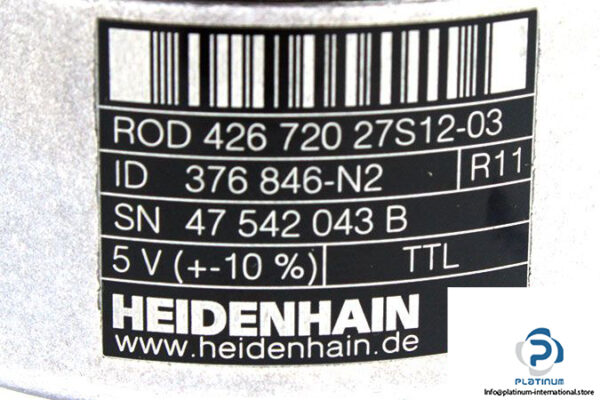 ROD 426 720 27S12-03
ID 376 846-N2 R11
SN 47 542 043 B
5 V (+-10 %) TTL
HEIDENHAIN
www.heidenhain.de
PLATINUM
Info@platinum-international.store